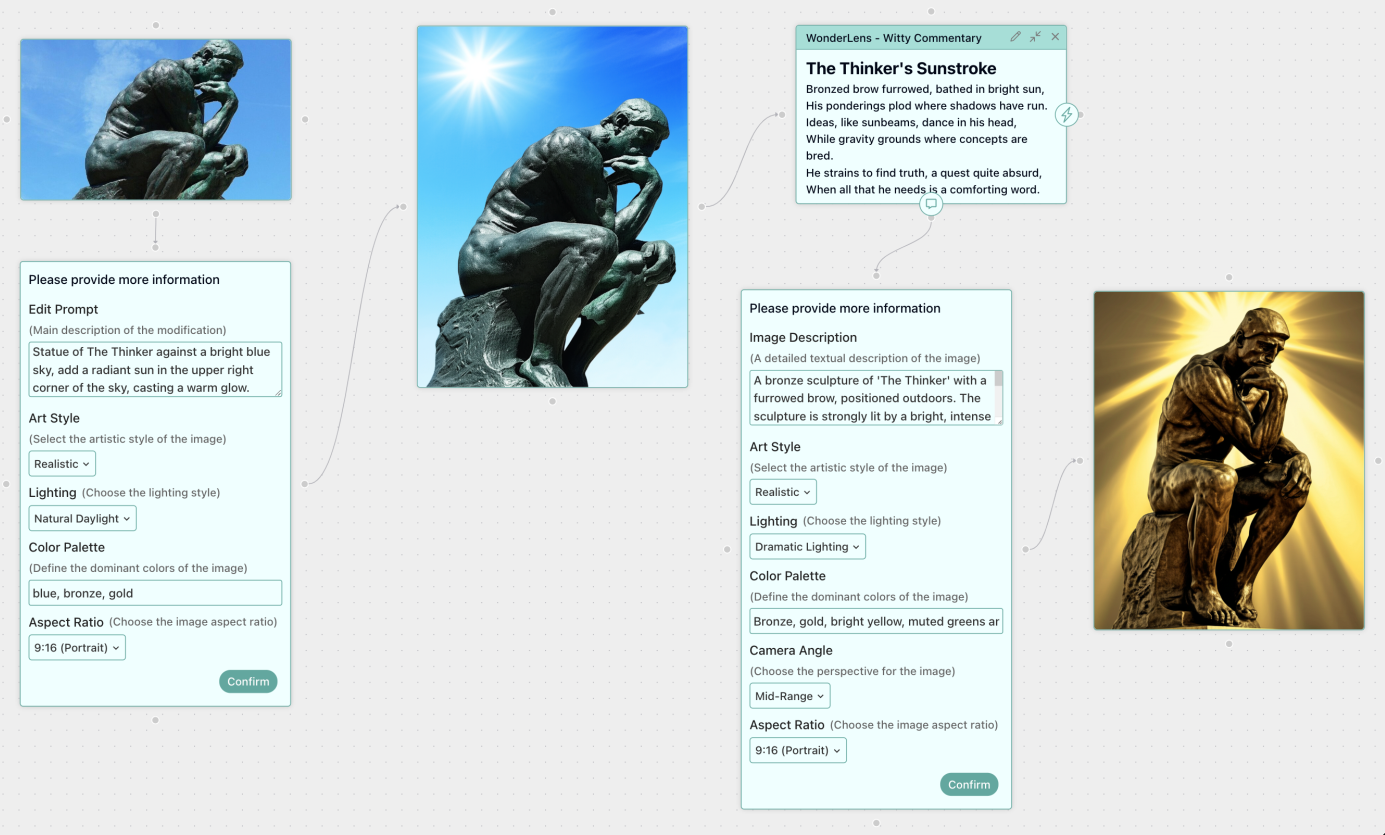 WonderLens - Witty Commentary
The Thinker's Sunstroke
Bronzed brow furrowed, bathed in bright sun,
His ponderings plod where shadows have run.
Ideas, like sunbeams, dance in his head,
While gravity grounds where concepts are
bred.
He strains to find truth, a quest quite absurd,
When all that he needs is a comforting word.
Please provide more information
Edit Prompt
(Main description of the modification)
Statue of The Thinker against a bright blue
sky, add a radiant sun in the upper right
corner of the sky, casting a warm glow.
Art Style
(Select the artistic style of the image)
Realistic
Lighting (Choose the lighting style)
Natural Daylight
Color Palette
(Define the dominant colors of the image)
blue, bronze, gold
Aspect Ratio (Choose the image aspect ratio)
9:16 (Portrait)
Confirm
Please provide more information
Image Description
(A detailed textual description of the image)
A bronze sculpture of 'The Thinker' with a
furrowed brow, positioned outdoors. The
sculpture is strongly lit by a bright, intense
Art Style
(Select the artistic style of the image)
Realistic
Lighting (Choose the lighting style)
Dramatic Lighting
Color Palette
(Define the dominant colors of the image)
Bronze, gold, bright yellow, muted greens ar
Camera Angle
(Choose the perspective for the image)
Mid-Range
Aspect Ratio (Choose the image aspect ratio)
9:16 (Portrait)
Confirm